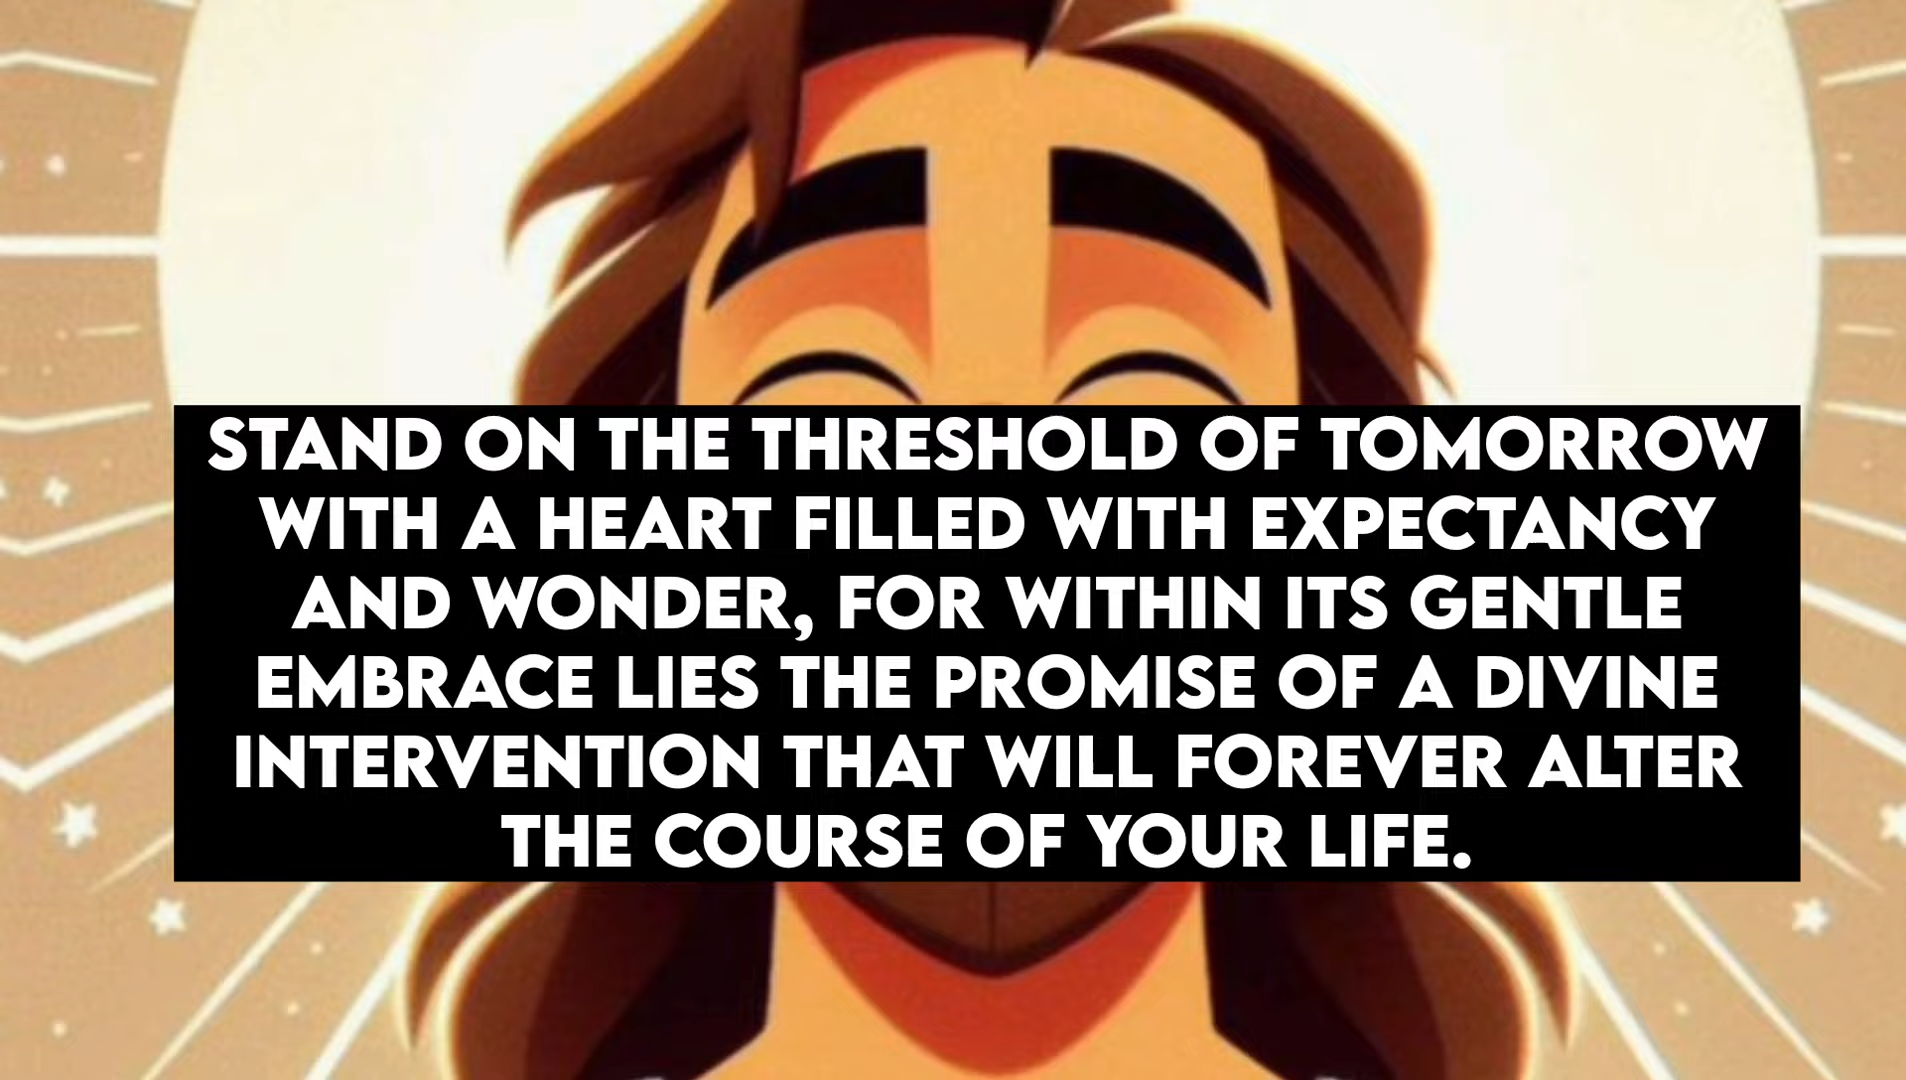 STAND ON THE THRESHOLD OF TOMORROW
WITH A HEART FILLED WITH EXPECTANCY
AND WONDER, FOR WITHIN ITS GENTLE
EMBRACE LIES THE PROMISE OF A DIVINE
INTERVENTION THAT WILL FOREVER ALTER
THE COURSE OF YOUR LIFE.